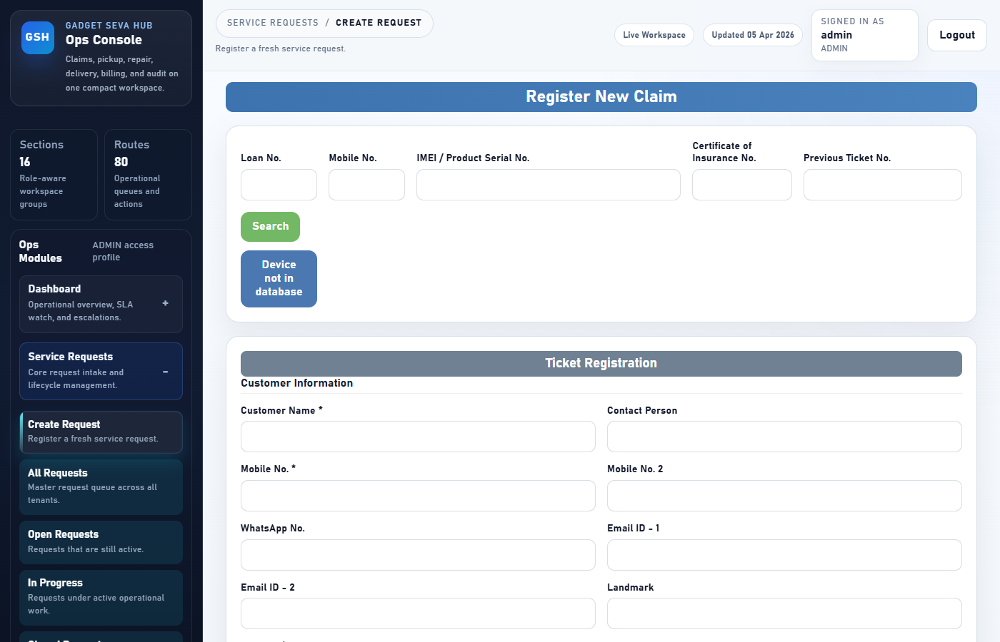 GSH
GADGET SEVA HUB
Ops Console
Claims, pickup, repair,
delivery, billing, and audit on
one compact workspace.
Sections
16
Role-aware
workspace
groups
Routes
80
Operational
queues and
actions
Ops
Modules
ADMIN access
profile
Dashboard
Operational overview, SLA
watch, and escalations.
+
Service Requests
Core request intake and
lifecycle management.
-
Create Request
Register a fresh service request.
All Requests
Master request queue across all
tenants.
Open Requests
Requests that are still active.
In Progress
Requests under active operational
work.
SERVICE REQUESTS / CREATE REQUEST
Register a fresh service request.
Live Workspace
Updated 05 Apr 2026
SIGNED IN AS
admin
ADMIN
Logout
Register New Claim
Loan No.
Mobile No.
IMEI / Product Serial No.
Certificate of
Insurance No.
Previous Ticket No.
Search
Device
not in
database
Ticket Registration
Customer Information
Customer Name *
Contact Person
Mobile No. *
Mobile No. 2
WhatsApp No.
Email ID - 1
Email ID - 2
Landmark